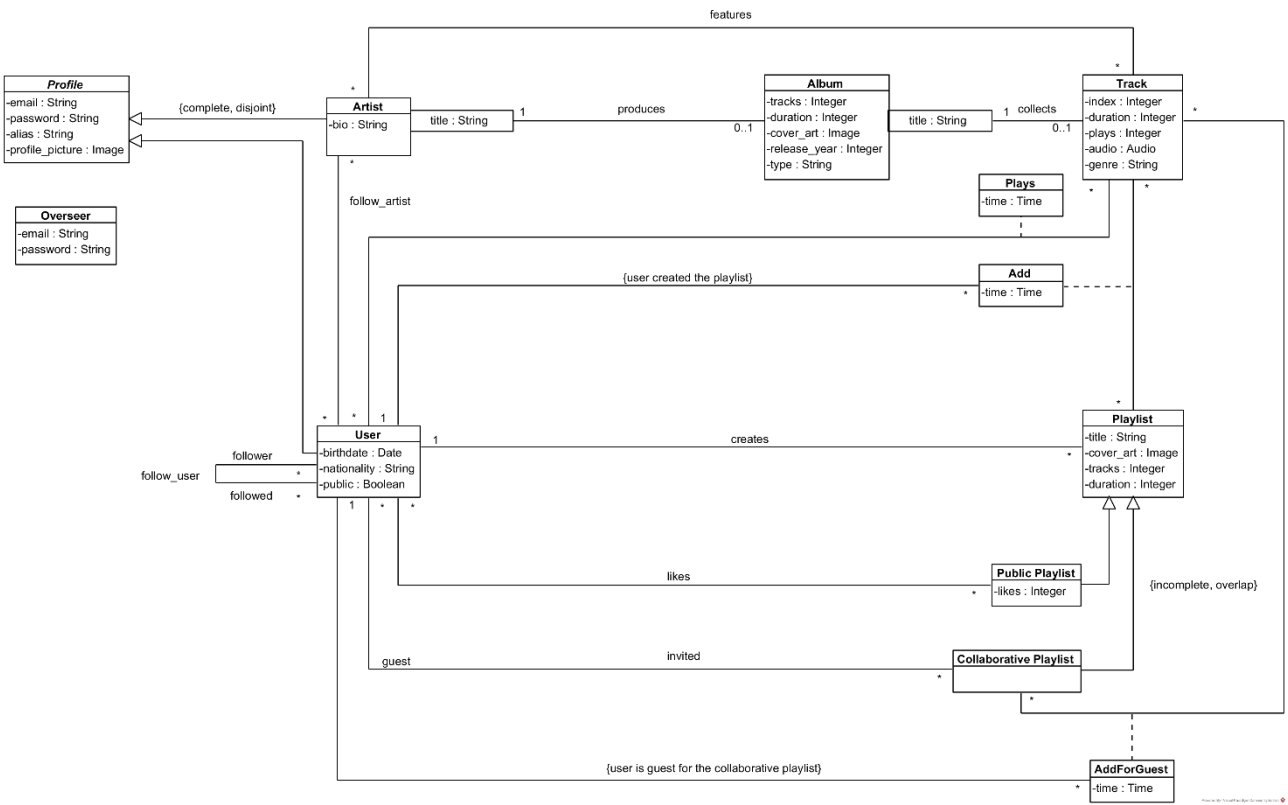 features
Profile
-email : String
-password : String
-alias : String
-profile_picture : Image
{complete, disjoint}
*
Artist
-bio : String
*
title : String
1
produces
0..1
Album
-tracks : Integer
-duration : Integer
-cover_art : Image
-release_year : Integer
-type : String
title : String
1
collects
0..1
*
Track
-index : Integer
-duration : Integer
-plays : Integer
-audio : Audio
-genre : String
*
*
*
Overseer
-email : String
-password : String
follow_artist
Plays
-time : Time
{user created the playlist}
*
Add
-time : Time
*
*
1
User
-birthdate : Date
-nationality : String
-public : Boolean
1
creates
*
*
Playlist
-title : String
-cover_art : Image
-tracks : Integer
-duration : Integer
follower
*
follow_user
followed
*
1
*
*
likes
*
Public Playlist
-likes : Integer
{incomplete, overlap}
guest
invited
*
Collaborative Playlist
*
{user is guest for the collaborative playlist}
*
AddForGuest
-time : Time